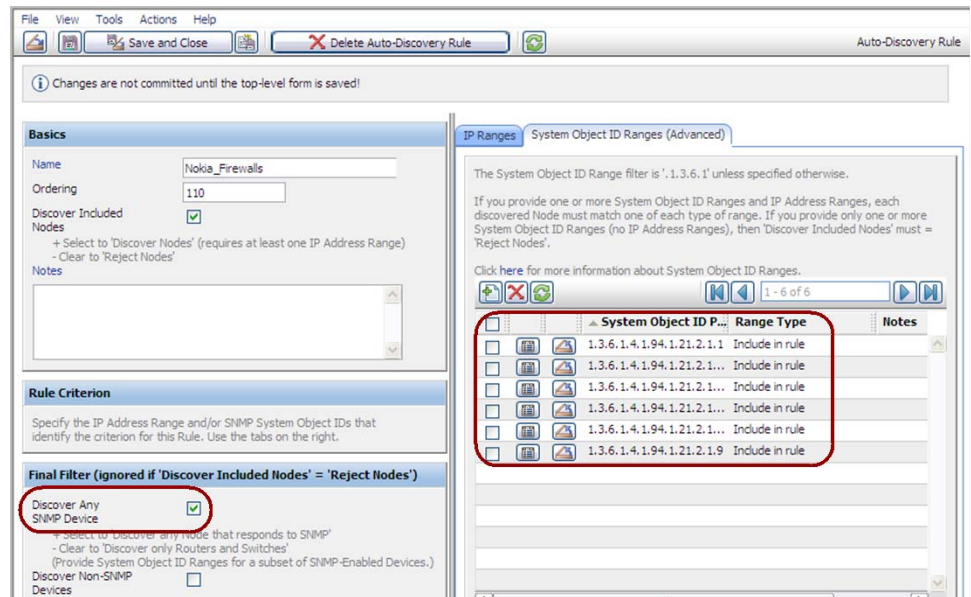 File View Tools Actions Help
Save and Close
Delete Auto-Discovery Rule
Auto-Discovery Rule
Changes are not committed until the top-level form is saved!
Basics
Name
Nokia_Firewalls
Ordering
110
Discover Included
Nodes
+ Select to 'Discover Nodes' (requires at least one IP Address Range)
- Clear to 'Reject Nodes'
Notes
Rule Criterion
Specify the IP Address Range and/or SNMP System Object IDs that
identify the criterion for this Rule. Use the tabs on the right.
Final Filter (ignored if 'Discover Included Nodes' = 'Reject Nodes')
Discover Any
SNMP Device
+ Select to 'Discover any Node that responds to SNMP'
- Clear to 'Discover only Routers and Switches'
(Provide System Object ID Ranges for a subset of SNMP-Enabled Devices.)
Discover Non-SNMP
Devices
IP Ranges
System Object ID Ranges (Advanced)
The System Object ID Range filter is '.1.3.6.1' unless specified otherwise.
If you provide one or more System Object ID Ranges and IP Address Ranges, each
discovered Node must match one of each type of range. If you provide only one or more
System Object ID Ranges (no IP Address Ranges), then 'Discover Included Nodes' must =
'Reject Nodes'.
Click here for more information about System Object ID Ranges.
1 - 6 of 6
System Object ID P... Range Type Notes
1.3.6.1.4.1.94.1.21.2.1.1 Include in rule
1.3.6.1.4.1.94.1.21.2.1... Include in rule
1.3.6.1.4.1.94.1.21.2.1... Include in rule
1.3.6.1.4.1.94.1.21.2.1... Include in rule
1.3.6.1.4.1.94.1.21.2.1... Include in rule
1.3.6.1.4.1.94.1.21.2.1.9 Include in rule